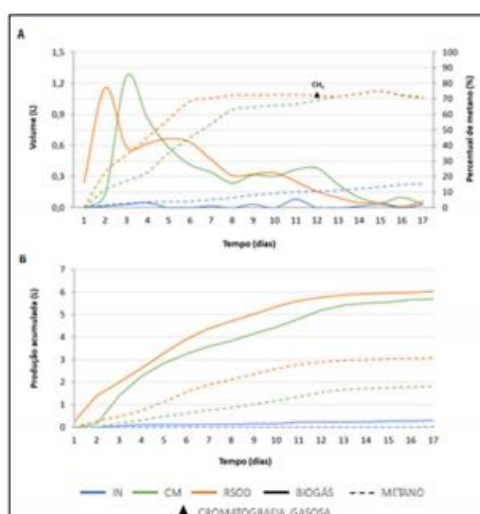 A
1,5
1,2
0,9
0,6
0,3
0,0
Volume (L)
CH₄
100
90
80
70
60
50
40
30
20
10
0
Percentual de metano (%)
1 2 3 4 5 6 7 8 9 10 11 12 13 14 15 16 17
Tempo (dias)
B
7
6
5
4
3
2
1
0
Produção acumulada (L)
1 2 3 4 5 6 7 8 9 10 11 12 13 14 15 16 17
Tempo (dias)
IN CM RSOD BIOGÁS METANO
CROMATOGRAFIA GASOSA